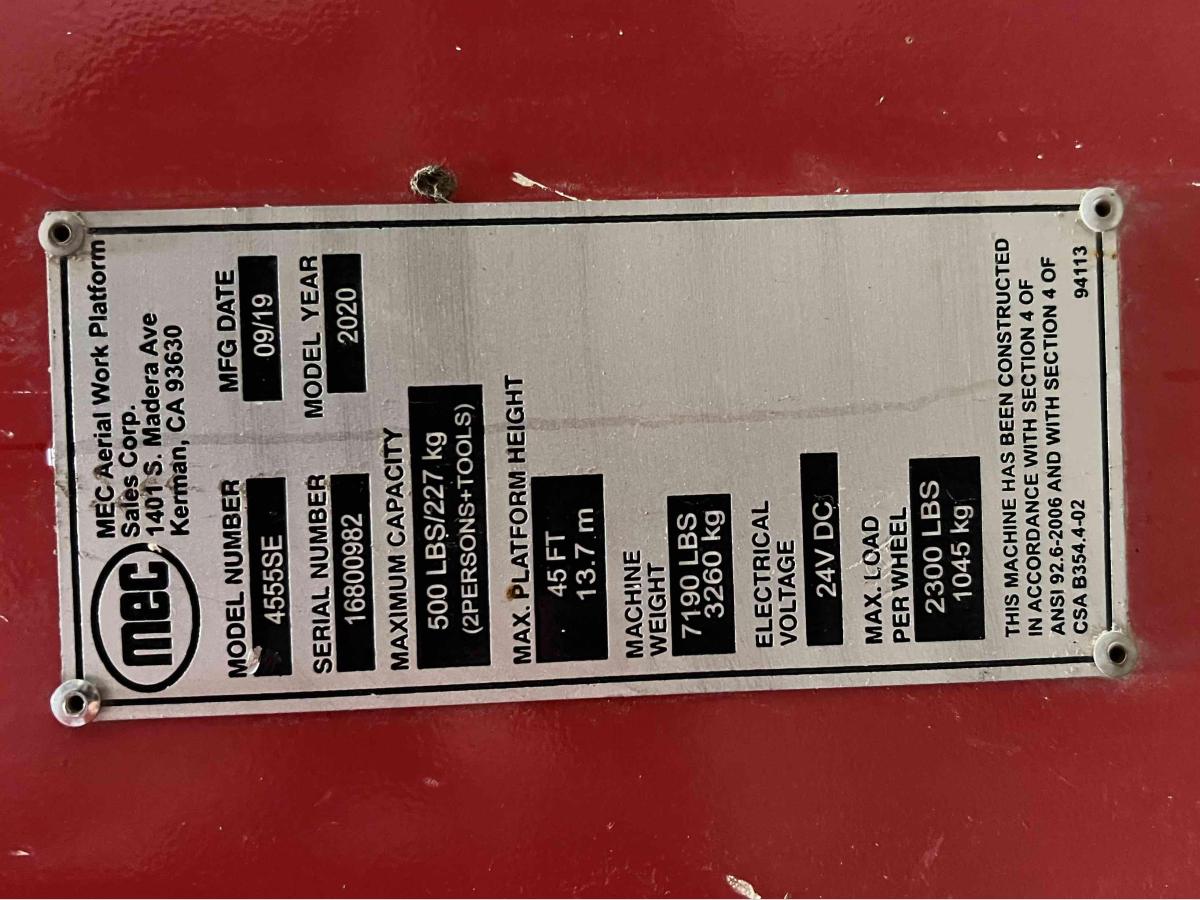 mec
MEC Aerial Work Platform
Sales Corp.
1401 S. Madera Ave
Kerman, CA 93630
MODEL NUMBER
4555SE
MFG DATE
09/19
SERIAL NUMBER
16800982
MODEL YEAR
2020
MAXIMUM CAPACITY
500 LBS/227 kg
(2PERSONS+TOOLS)
MAX. PLATFORM HEIGHT
45 FT
13.7 m
MACHINE
WEIGHT
7190 LBS
3260 kg
ELECTRICAL
VOLTAGE
24V DC
MAX. LOAD
PER WHEEL
2300 LBS
1045 kg
THIS MACHINE HAS BEEN CONSTRUCTED
IN ACCORDANCE WITH SECTION 4 OF
ANSI 92.6-2006 AND WITH SECTION 4 OF
CSA B354.4-02
94113